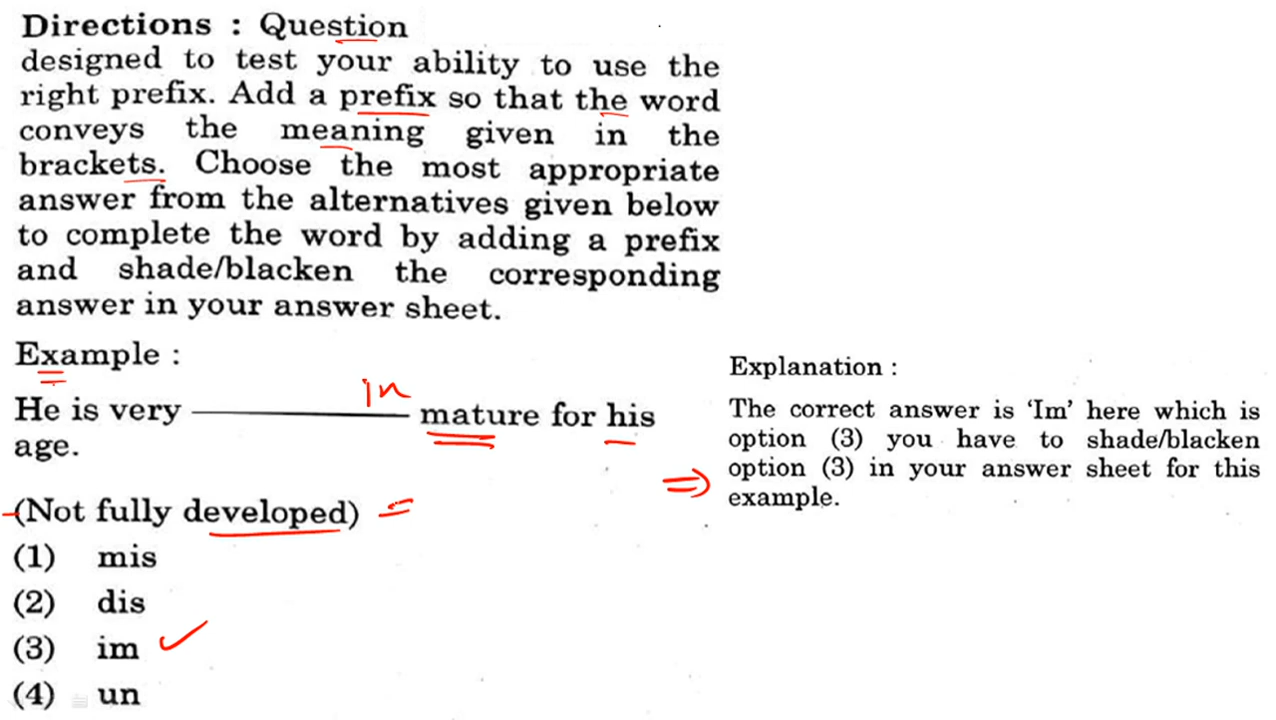 Directions : Question
designed to test your ability to use the
right prefix. Add a prefix so that the word
conveys the meaning given in the
brackets. Choose the most appropriate
answer from the alternatives given below
to complete the word by adding a prefix
and shade/blacken the corresponding
answer in your answer sheet.
Example :
in
He is very ______ mature for his
age.
(Not fully developed)
(1) mis
(2) dis
(3) im
(4) un
Explanation :
The correct answer is ‘Im’ here which is
option (3) you have to shade/blacken
option (3) in your answer sheet for this
example.